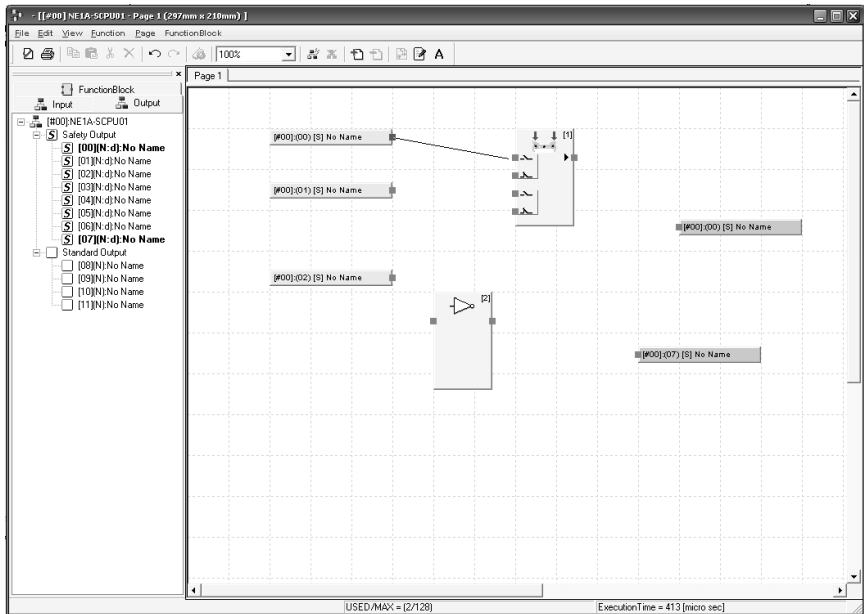 - [[#00] NE1A-SCPU01 - Page 1 (297mm x 210mm) ]
File Edit View Function Page FunctionBlock
100%
A
Page 1
FunctionBlock
Input
Output
[#00]:NE1A-SCPU01
S Safety Output
S [00](N:d):No Name
S [01](N:d):No Name
S [02](N:d):No Name
S [03](N:d):No Name
S [04](N:d):No Name
S [05](N:d):No Name
S [06](N:d):No Name
S [07](N:d):No Name
Standard Output
[08](N):No Name
[09](N):No Name
[10](N):No Name
[11](N):No Name
[#00]:(00) [S] No Name
[1]
[#00]:(01) [S] No Name
[#00]:(00) [S] No Name
[#00]:(02) [S] No Name
[2]
[#00]:(07) [S] No Name
USED/MAX = (2/128)
ExecutionTime = 413 [micro sec]